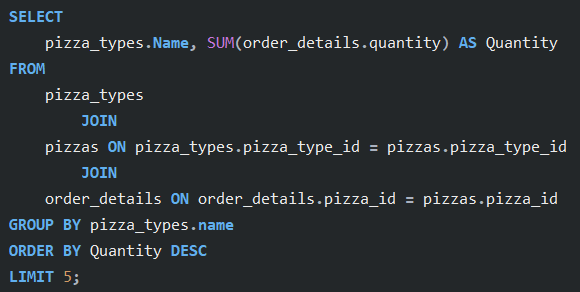 SELECT
pizza_types.Name, SUM(order_details.quantity) AS Quantity
FROM
pizza_types
JOIN
pizzas ON pizza_types.pizza_type_id = pizzas.pizza_type_id
JOIN
order_details ON order_details.pizza_id = pizzas.pizza_id
GROUP BY pizza_types.name
ORDER BY Quantity DESC
LIMIT 5;